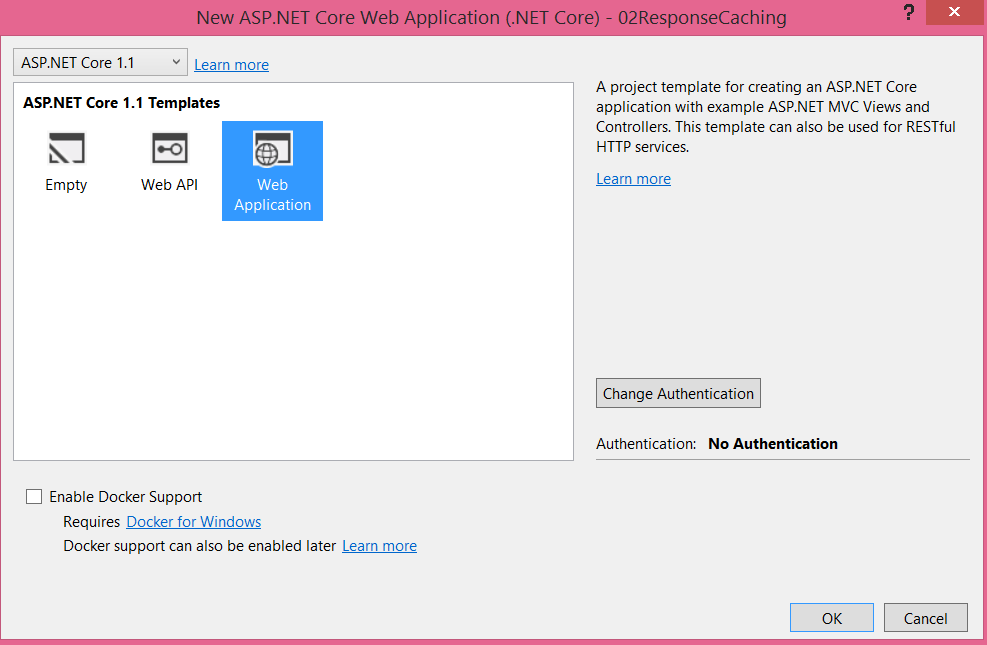 New ASP.NET Core Web Application (.NET Core) - 02ResponseCaching
ASP.NET Core 1.1
Learn more
ASP.NET Core 1.1 Templates
Empty
Web API
Web
Application
A project template for creating an ASP.NET Core
application with example ASP.NET MVC Views and
Controllers. This template can also be used for RESTful
HTTP services.
Learn more
Change Authentication
Authentication: No Authentication
Enable Docker Support
Requires Docker for Windows
Docker support can also be enabled later Learn more
OK
Cancel